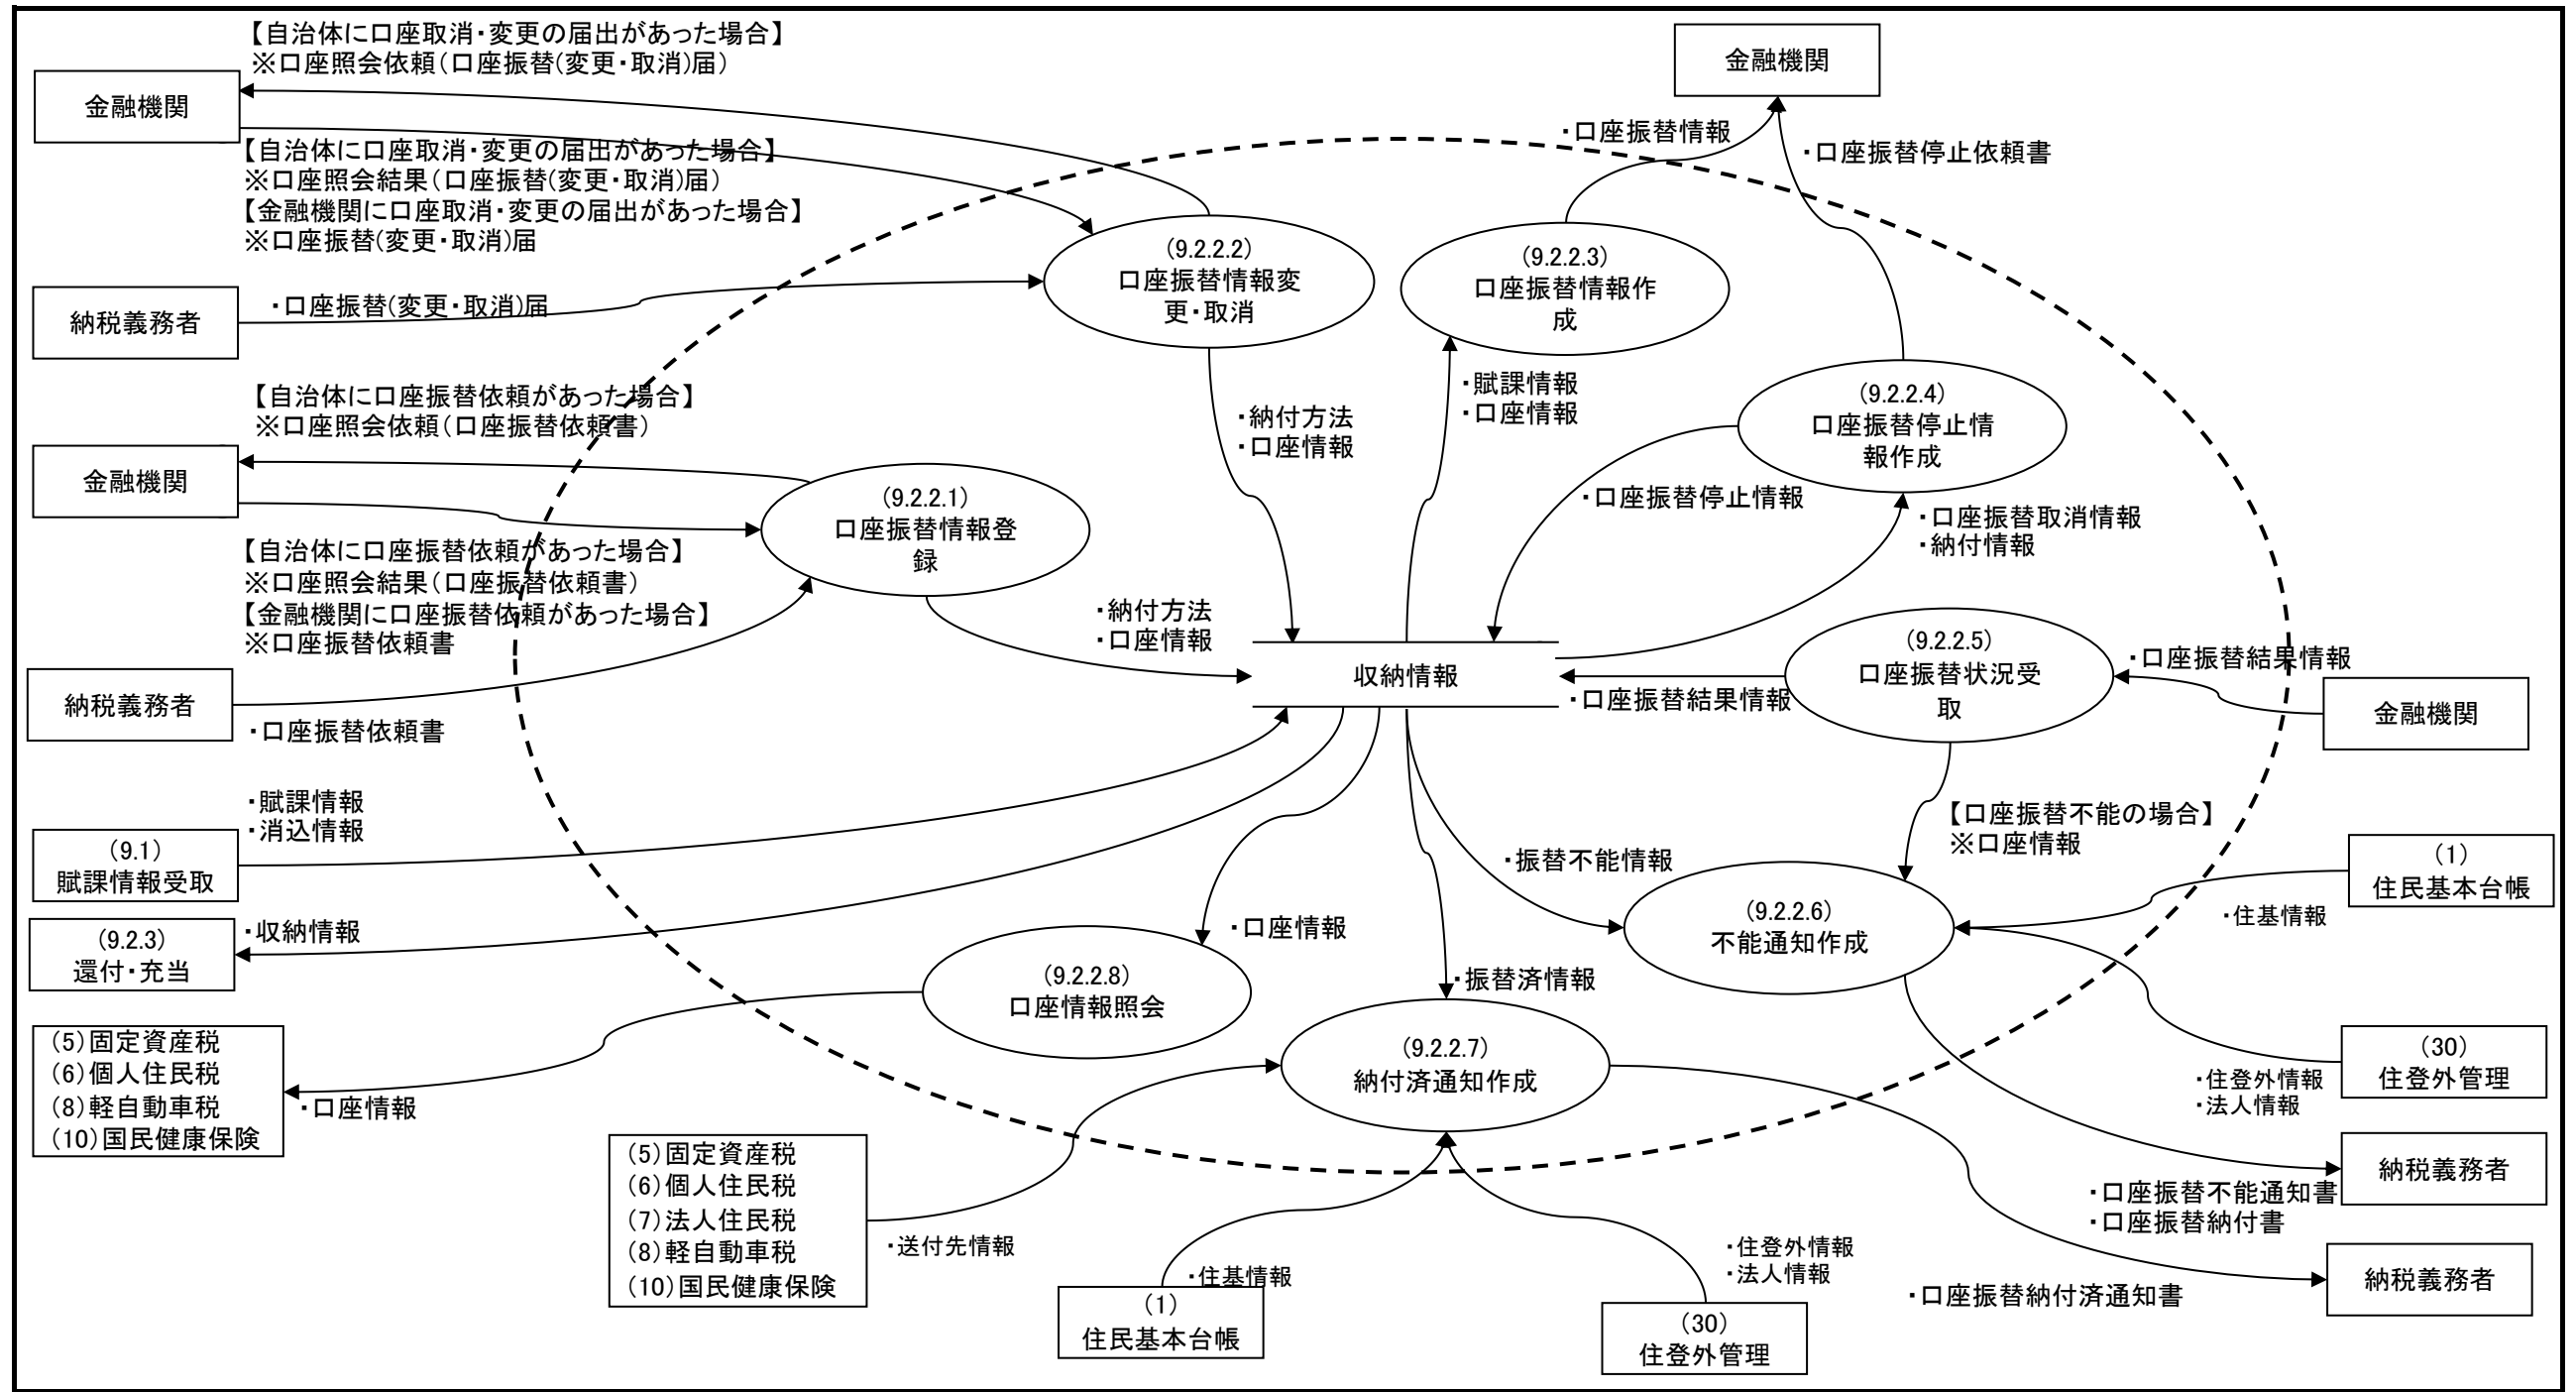 【自治体に口座取消・変更の届出があった場合】
※口座照会依頼(口座振替(変更・取消)届)
金融機関
【自治体に口座取消・変更の届出があった場合】
※口座照会結果(口座振替(変更・取消)届)
【金融機関に口座取消・変更の届出があった場合】
※口座振替(変更・取消)届
納税義務者
・口座振替(変更・取消)届
(9.2.2.2)
口座振替情報変
更・取消
金融機関
・口座振替情報
・口座振替停止依頼書
(9.2.2.3)
口座振替情報作
成
・賦課情報
・口座情報
・納付方法
・口座情報
(9.2.2.4)
口座振替停止情
報作成
・口座振替停止情報
・口座振替取消情報
・納付情報
【自治体に口座振替依頼があった場合】
※口座照会依頼(口座振替依頼書)
金融機関
(9.2.2.1)
口座振替情報登
録
【自治体に口座振替依頼があった場合】
※口座照会結果(口座振替依頼書)
【金融機関に口座振替依頼があった場合】
※口座振替依頼書
納税義務者
・口座振替依頼書
・納付方法
・口座情報
収納情報
・口座振替結果情報
(9.2.2.5)
口座振替状況受
取
・口座振替結果情報
金融機関
・賦課情報
・消込情報
(9.1)
賦課情報受取
(9.2.3)
還付・充当
・収納情報
【口座振替不能の場合】
※口座情報
・振替不能情報
(9.2.2.6)
不能通知作成
(1)
住民基本台帳
・住基情報
・口座情報
(9.2.2.8)
口座情報照会
・振替済情報
(9.2.2.7)
納付済通知作成
(30)
住登外管理
・住登外情報
・法人情報
(5)固定資産税
(6)個人住民税
(8)軽自動車税
(10)国民健康保険
・口座情報
(5)固定資産税
(6)個人住民税
(7)法人住民税
(8)軽自動車税
(10)国民健康保険
・送付先情報
・住基情報
(1)
住民基本台帳
・住登外情報
・法人情報
(30)
住登外管理
納税義務者
・口座振替不能通知書
・口座振替納付書
納税義務者
・口座振替納付済通知書